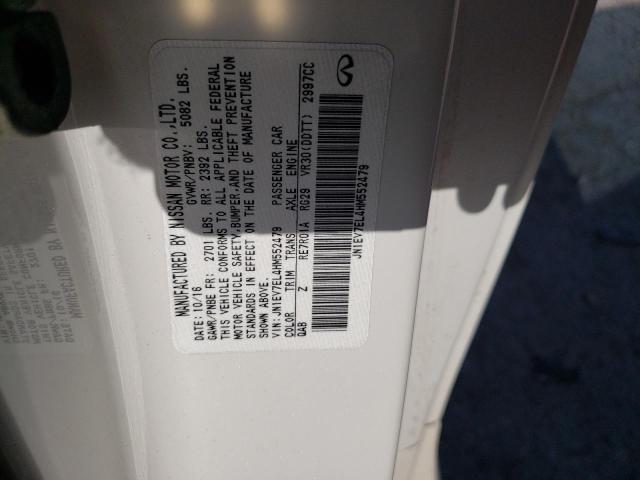 MANUFACTURED BY NISSAN MOTOR CO.,LTD.
DATE: 10/16 GVWR/PNBV: 5082 LBS.
GAWR/PNBE FR: 2701 LBS. RR: 2392 LBS.
THIS VEHICLE CONFORMS TO ALL APPLICABLE FEDERAL
MOTOR VEHICLE SAFETY,BUMPER,AND THEFT PREVENTION
STANDARDS IN EFFECT ON THE DATE OF MANUFACTURE
SHOWN ABOVE.
VIN: JN1EV7EL4HM552479 PASSENGER CAR
COLOR TRIM TRANS AXLE ENGINE
QAB Z RE7R01A RG29 VR30(DDTT) 2997CC
JN1EV7EL4HM552479